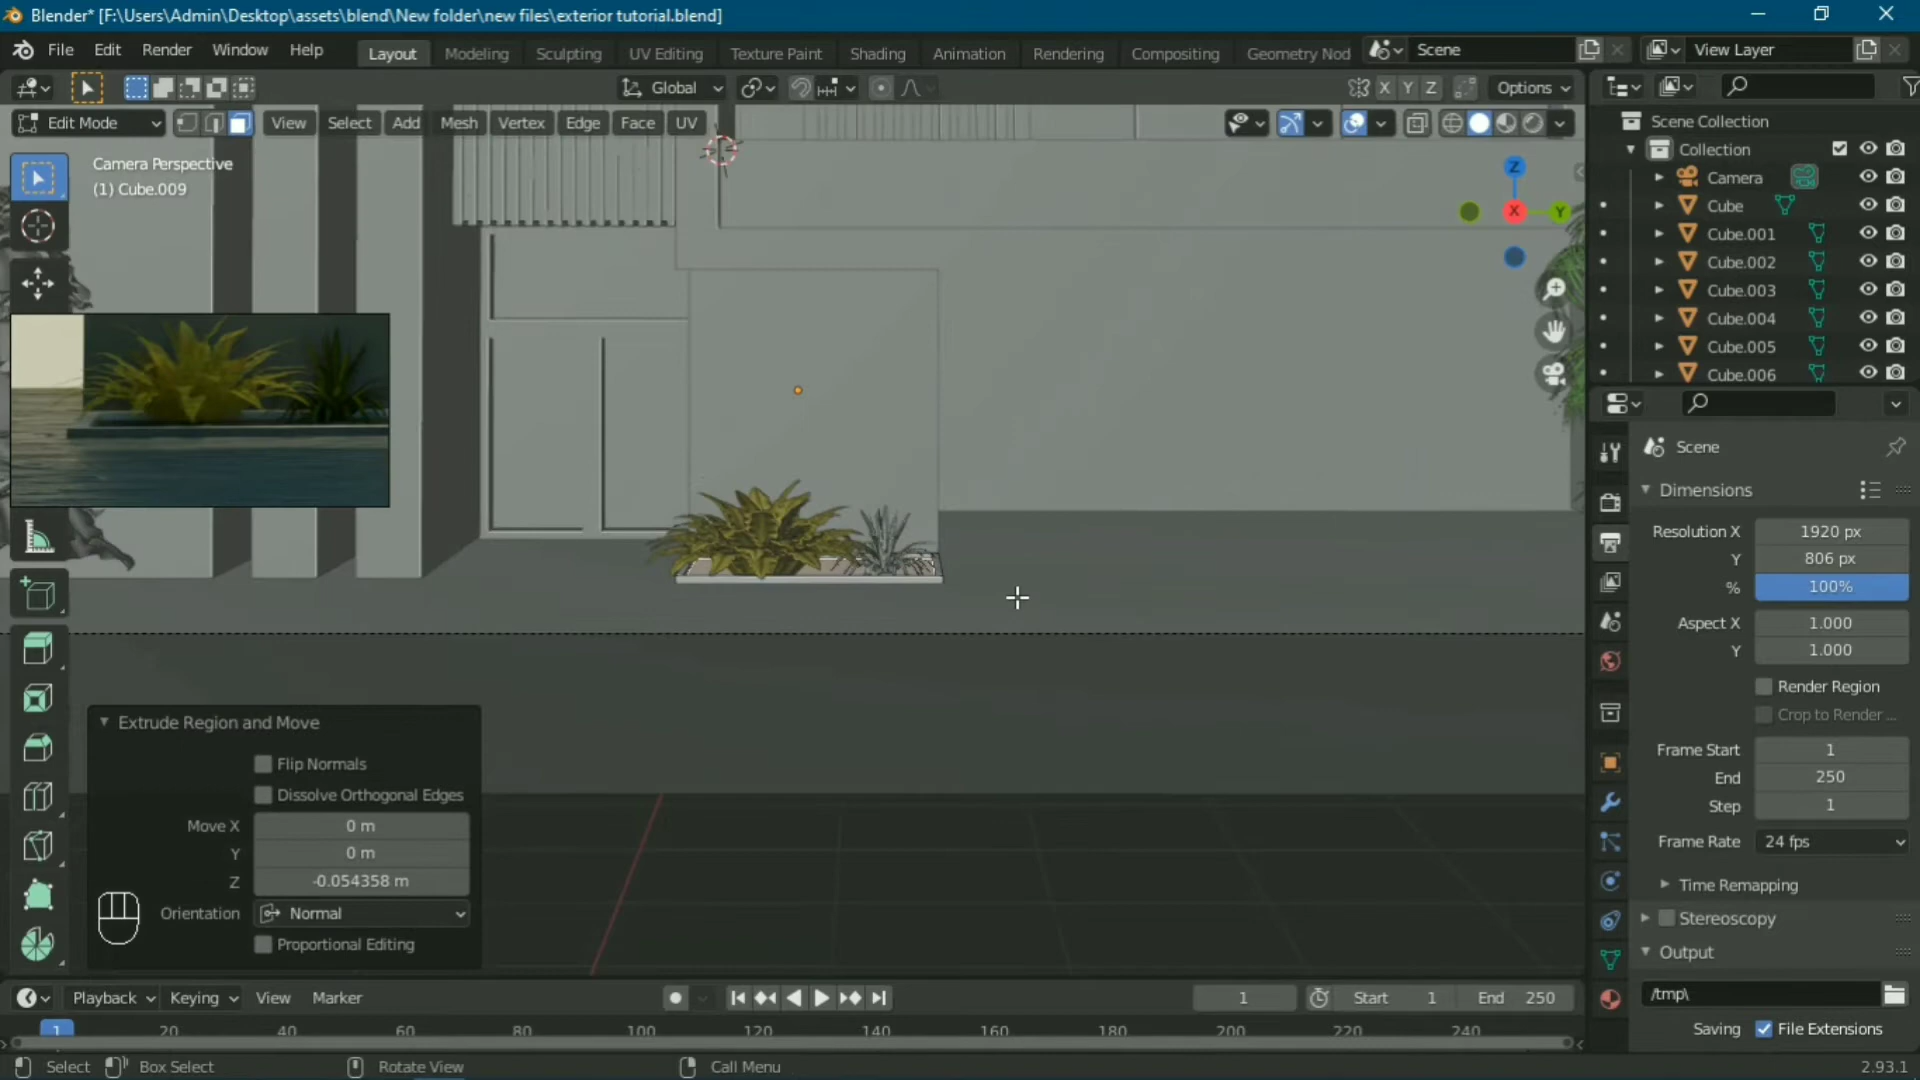 Blender* [F:\Users\Admin\Desktop\assets\blend\New folder\new files\exterior tutorial.blend]
File Edit Render Window Help Layout Modeling Sculpting UV Editing Texture Paint Shading Animation Rendering Compositing Geometry Nod Scene View Layer
Global X Y Z Options
Edit Mode View Select Add Mesh Vertex Edge Face UV
Camera Perspective
(1) Cube.009
Z
X
Y
Scene Collection
Collection
Camera
Cube
Cube.001
Cube.002
Cube.003
Cube.004
Cube.005
Cube.006
Scene
Dimensions
Resolution X 1920 px
Y 806 px
% 100%
Aspect X 1.000
Y 1.000
Render Region
Crop to Render ...
Frame Start 1
End 250
Step 1
Frame Rate 24 fps
Time Remapping
Stereoscopy
Output
/tmp\
Saving File Extensions
Extrude Region and Move
Flip Normals
Dissolve Orthogonal Edges
Move X 0 m
Y 0 m
Z -0.054358 m
Orientation Normal
Proportional Editing
Playback Keying View Marker 1 Start 1 End 250
1 20 40 60 80 100 120 140 160 180 200 220 240
Select Box Select Rotate View Call Menu 2.93.1